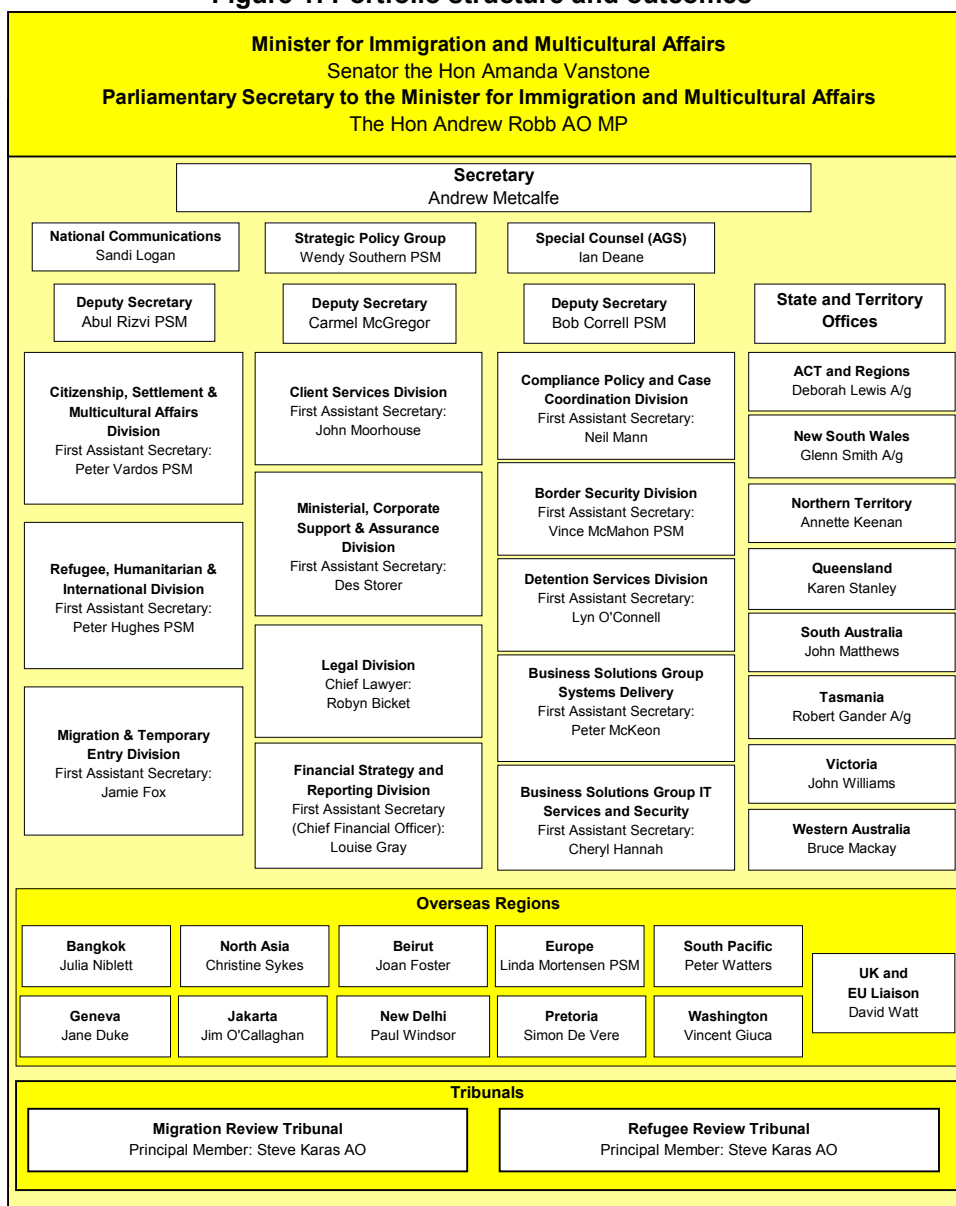 Figure 1: Portfolio structure and outcomes
Minister for Immigration and Multicultural Affairs
Senator the Hon Amanda Vanstone
Parliamentary Secretary to the Minister for Immigration and Multicultural Affairs
The Hon Andrew Robb AO MP
Secretary
Andrew Metcalfe
National Communications
Sandi Logan
Strategic Policy Group
Wendy Southern PSM
Special Counsel (AGS)
Ian Deane
Deputy Secretary
Abul Rizvi PSM
Deputy Secretary
Carmel McGregor
Deputy Secretary
Bob Correll PSM
State and Territory
Offices
Citizenship, Settlement &
Multicultural Affairs
Division
First Assistant Secretary:
Peter Vardos PSM
Refugee, Humanitarian &
International Division
First Assistant Secretary:
Peter Hughes PSM
Migration & Temporary
Entry Division
First Assistant Secretary:
Jamie Fox
Client Services Division
First Assistant Secretary:
John Moorhouse
Ministerial, Corporate
Support & Assurance
Division
First Assistant Secretary:
Des Storer
Legal Division
Chief Lawyer:
Robyn Bicket
Financial Strategy and
Reporting Division
First Assistant Secretary
(Chief Financial Officer):
Louise Gray
Compliance Policy and Case
Coordination Division
First Assistant Secretary:
Neil Mann
Border Security Division
First Assistant Secretary:
Vince McMahon PSM
Detention Services Division
First Assistant Secretary:
Lyn O'Connell
Business Solutions Group
Systems Delivery
First Assistant Secretary:
Peter McKeon
Business Solutions Group IT
Services and Security
First Assistant Secretary:
Cheryl Hannah
ACT and Regions
Deborah Lewis A/g
New South Wales
Glenn Smith A/g
Northern Territory
Annette Keenan
Queensland
Karen Stanley
South Australia
John Matthews
Tasmania
Robert Gander A/g
Victoria
John Williams
Western Australia
Bruce Mackay
Overseas Regions
Bangkok
Julia Niblett
North Asia
Christine Sykes
Beirut
Joan Foster
Europe
Linda Mortensen PSM
South Pacific
Peter Watters
UK and
EU Liaison
David Watt
Geneva
Jane Duke
Jakarta
Jim O'Callaghan
New Delhi
Paul Windsor
Pretoria
Simon De Vere
Washington
Vincent Giuca
Tribunals
Migration Review Tribunal
Principal Member: Steve Karas AO
Refugee Review Tribunal
Principal Member: Steve Karas AO